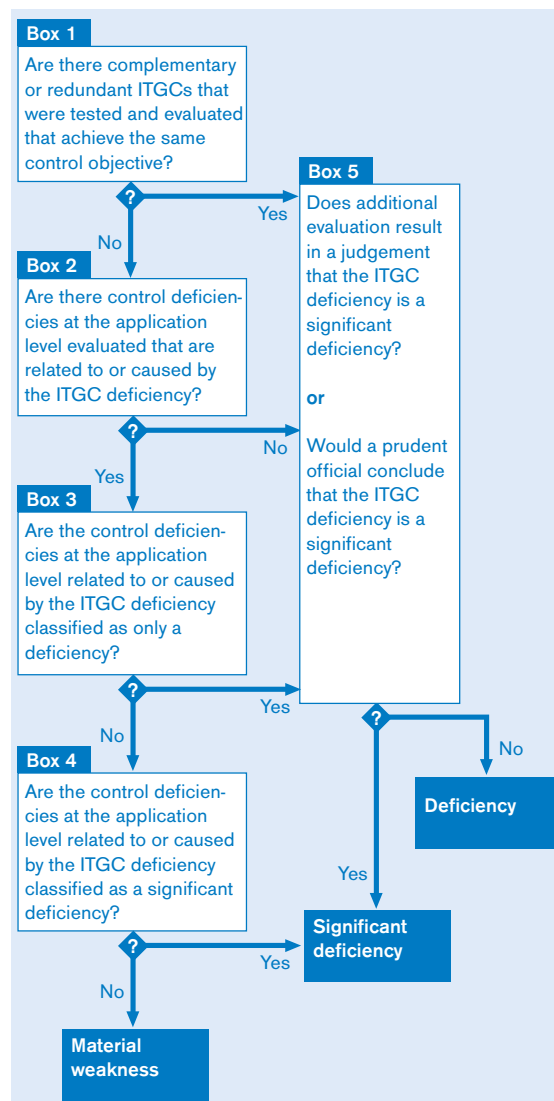 Box 1
Are there complementary
or redundant ITGCs that
were tested and evaluated
that achieve the same
control objective?
?
Yes
No
Box 2
Are there control deficien-
cies at the application
level evaluated that are
related to or caused by
the ITGC deficiency?
?
No
Yes
Box 3
Are the control deficien-
cies at the application
level related to or caused
by the ITGC deficiency
classified as only a
deficiency?
?
Yes
No
Box 4
Are the control deficien-
cies at the application
level related to or caused
by the ITGC deficiency
classified as a significant
deficiency?
?
Yes
No
Material
weakness
Box 5
Does additional
evaluation result
in a judgement
that the ITGC
deficiency is a
significant
deficiency?
or
Would a prudent
official conclude
that the ITGC
deficiency is a
significant
deficiency?
?
No
Deficiency
Yes
Significant
deficiency